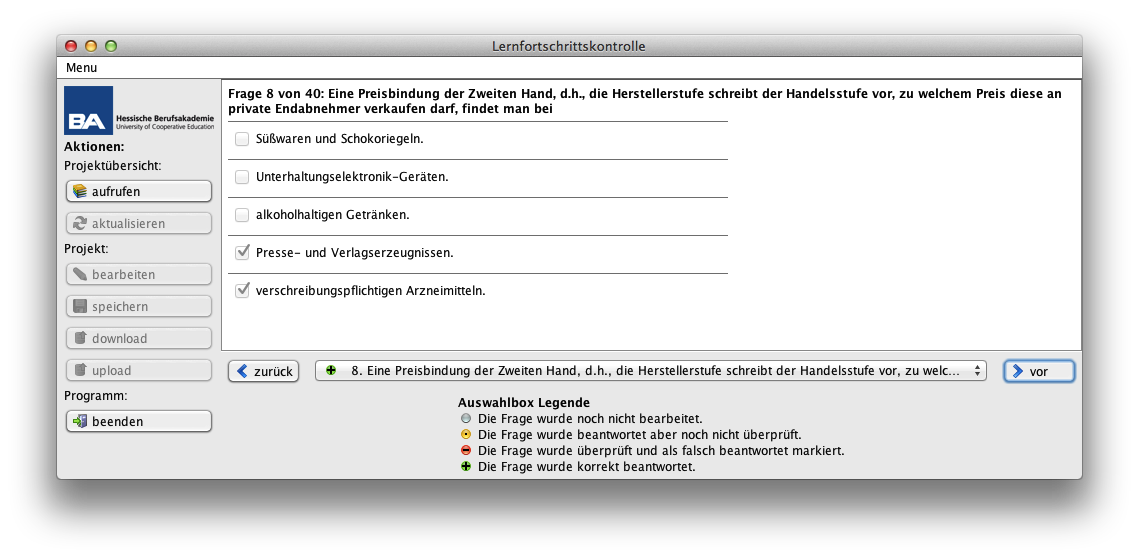 Lernfortschrittskontrolle
Menu
BA Hessische Berufsakademie
University of Cooperative Education
Aktionen:
Projektübersicht:
aufrufen
aktualisieren
Projekt:
bearbeiten
speichern
download
upload
Programm:
beenden
Frage 8 von 40: Eine Preisbindung der Zweiten Hand, d.h., die Herstellerstufe schreibt der Handelsstufe vor, zu welchem Preis diese an
private Endabnehmer verkaufen darf, findet man bei
Süßwaren und Schokoriegeln.
Unterhaltungselektronik-Geräten.
alkoholhaltigen Getränken.
Presse- und Verlagserzeugnissen.
verschreibungspflichtigen Arzneimitteln.
zurück
8. Eine Preisbindung der Zweiten Hand, d.h., die Herstellerstufe schreibt der Handelsstufe vor, zu welc...
vor
Auswahlbox Legende
Die Frage wurde noch nicht bearbeitet.
Die Frage wurde beantwortet aber noch nicht überprüft.
Die Frage wurde überprüft und als falsch beantwortet markiert.
Die Frage wurde korrekt beantwortet.